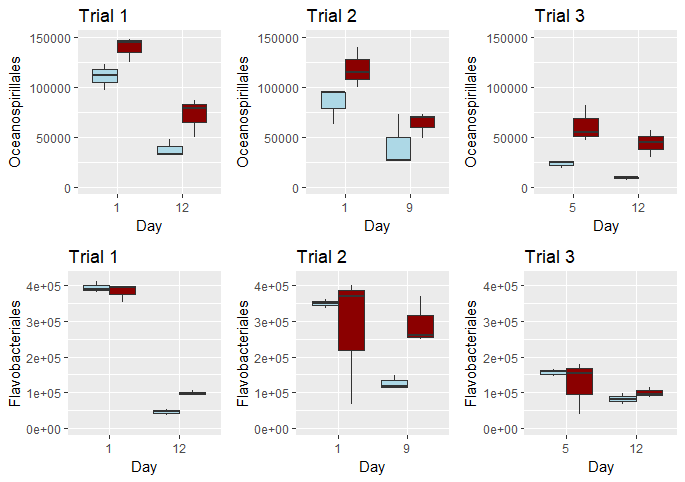 Trial 1
Trial 2
Trial 3
Oceanospirillales
150000
100000
50000
0
1
12
Day
Oceanospirillales
150000
100000
50000
0
1
9
Day
Oceanospirillales
150000
100000
50000
0
5
12
Day
Trial 1
Trial 2
Trial 3
Flavobacteriales
4e+05
3e+05
2e+05
1e+05
0e+00
1
12
Day
Flavobacteriales
4e+05
3e+05
2e+05
1e+05
0e+00
1
9
Day
Flavobacteriales
4e+05
3e+05
2e+05
1e+05
0e+00
5
12
Day